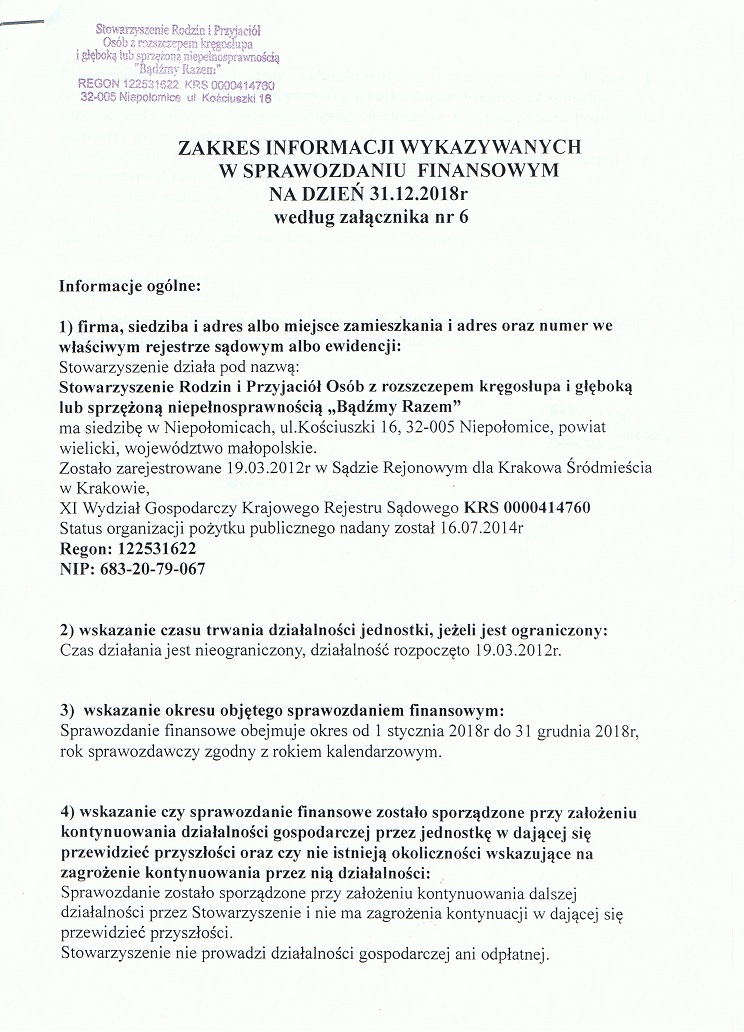 Stowarzyszenie Rodzin i Przyjaciół
Osób z rozszczepem kręgosłupa
i głęboką lub sprzężoną niepełnosprawnością
"Bądźmy Razem"
REGON 122531622. KRS 0000414760
32-005 Niepołomice ul Kościuszki 16
ZAKRES INFORMACJI WYKAZYWANYCH
W SPRAWOZDANIU FINANSOWYM
NA DZIEŃ 31.12.2018r
według załącznika nr 6
Informacje ogólne:
1) firma, siedziba i adres albo miejsce zamieszkania i adres oraz numer we
właściwym rejestrze sądowym albo ewidencji:
Stowarzyszenie działa pod nazwą:
Stowarzyszenie Rodzin i Przyjaciół Osób z rozszczepem kręgosłupa i głęboką
lub sprzężoną niepełnosprawnością „Bądźmy Razem”
ma siedzibę w Niepołomicach, ul.Kościuszki 16, 32-005 Niepołomice, powiat
wielicki, województwo małopolskie.
Zostało zarejestrowane 19.03.2012r w Sądzie Rejonowym dla Krakowa Śródmieścia
w Krakowie,
XI Wydział Gospodarczy Krajowego Rejestru Sądowego KRS 0000414760
Status organizacji pożytku publicznego nadany został 16.07.2014r
Regon: 122531622
NIP: 683-20-79-067
2) wskazanie czasu trwania działalności jednostki, jeżeli jest ograniczony:
Czas działania jest nieograniczony, działalność rozpoczęto 19.03.2012r.
3) wskazanie okresu objętego sprawozdaniem finansowym:
Sprawozdanie finansowe obejmuje okres od 1 stycznia 2018r do 31 grudnia 2018r,
rok sprawozdawczy zgodny z rokiem kalendarzowym.
4) wskazanie czy sprawozdanie finansowe zostało sporządzone przy założeniu
kontynuowania działalności gospodarczej przez jednostkę w dającej się
przewidzieć przyszłości oraz czy nie istnieją okoliczności wskazujące na
zagrożenie kontynuowania przez nią działalności:
Sprawozdanie zostało sporządzone przy założeniu kontynuowania dalszej
działalności przez Stowarzyszenie i nie ma zagrożenia kontynuacji w dającej się
przewidzieć przyszłości.
Stowarzyszenie nie prowadzi działalności gospodarczej ani odpłatnej.